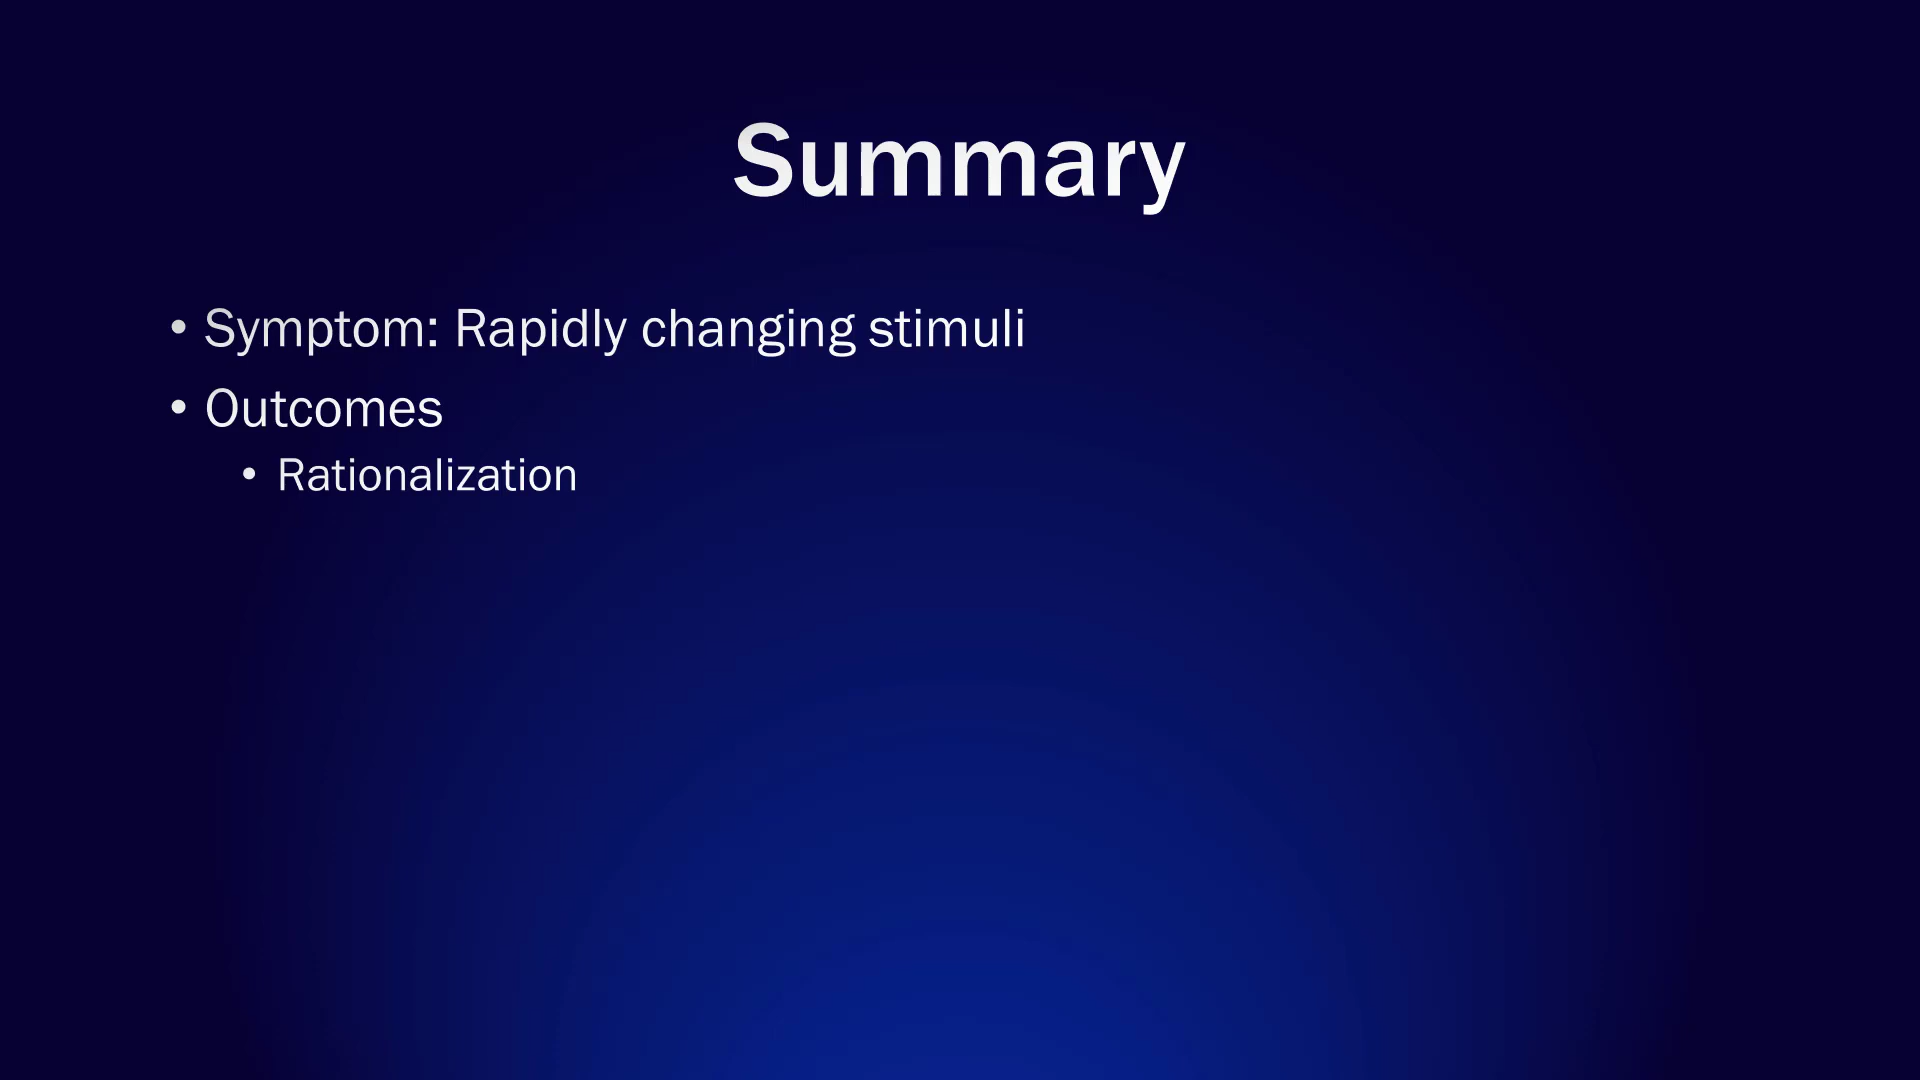 Summary
• Symptom: Rapidly changing stimuli
• Outcomes
• Rationalization